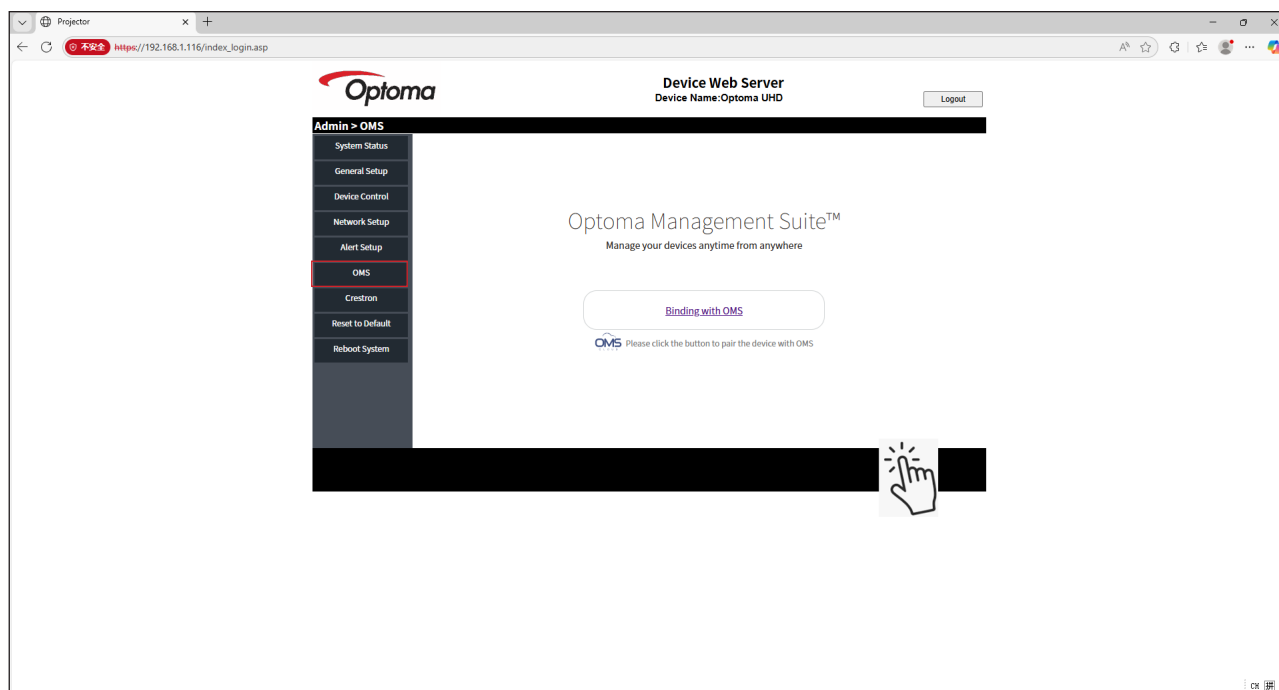 Projector
不安全 https://192.168.1.116/index_login.asp
Optoma
Device Web Server
Device Name:Optoma UHD
Logout
Admin > OMS
System Status
General Setup
Device Control
Network Setup
Alert Setup
OMS
Crestron
Reset to Default
Reboot System
Optoma Management Suite™
Manage your devices anytime from anywhere
Binding with OMS
OMS Please click the button to pair the device with OMS
CH 拼